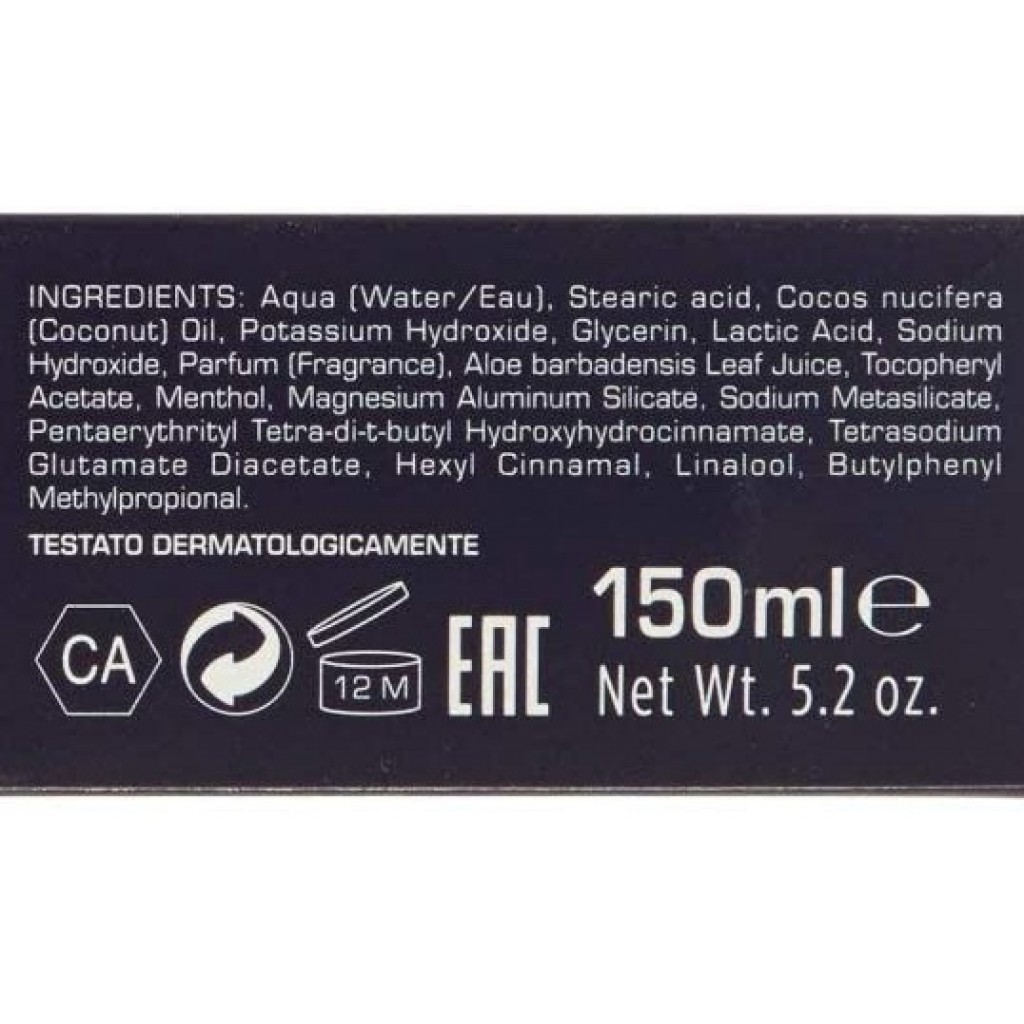 INGREDIENTS: Aqua (Water/Eau), Stearic acid, Cocos nucifera
(Coconut) Oil, Potassium Hydroxide, Glycerin, Lactic Acid, Sodium
Hydroxide, Parfum (Fragrance), Aloe barbadensis Leaf Juice, Tocopheryl
Acetate, Menthol, Magnesium Aluminum Silicate, Sodium Metasilicate,
Pentaerythrityl Tetra-di-t-butyl Hydroxyhydrocinnamate, Tetrasodium
Glutamate Diacetate, Hexyl Cinnamal, Linalool, Butylphenyl
Methylpropional.
TESTATO DERMATOLOGICAMENTE
CA
12 M
EAC
150ml e
Net Wt. 5.2 oz.